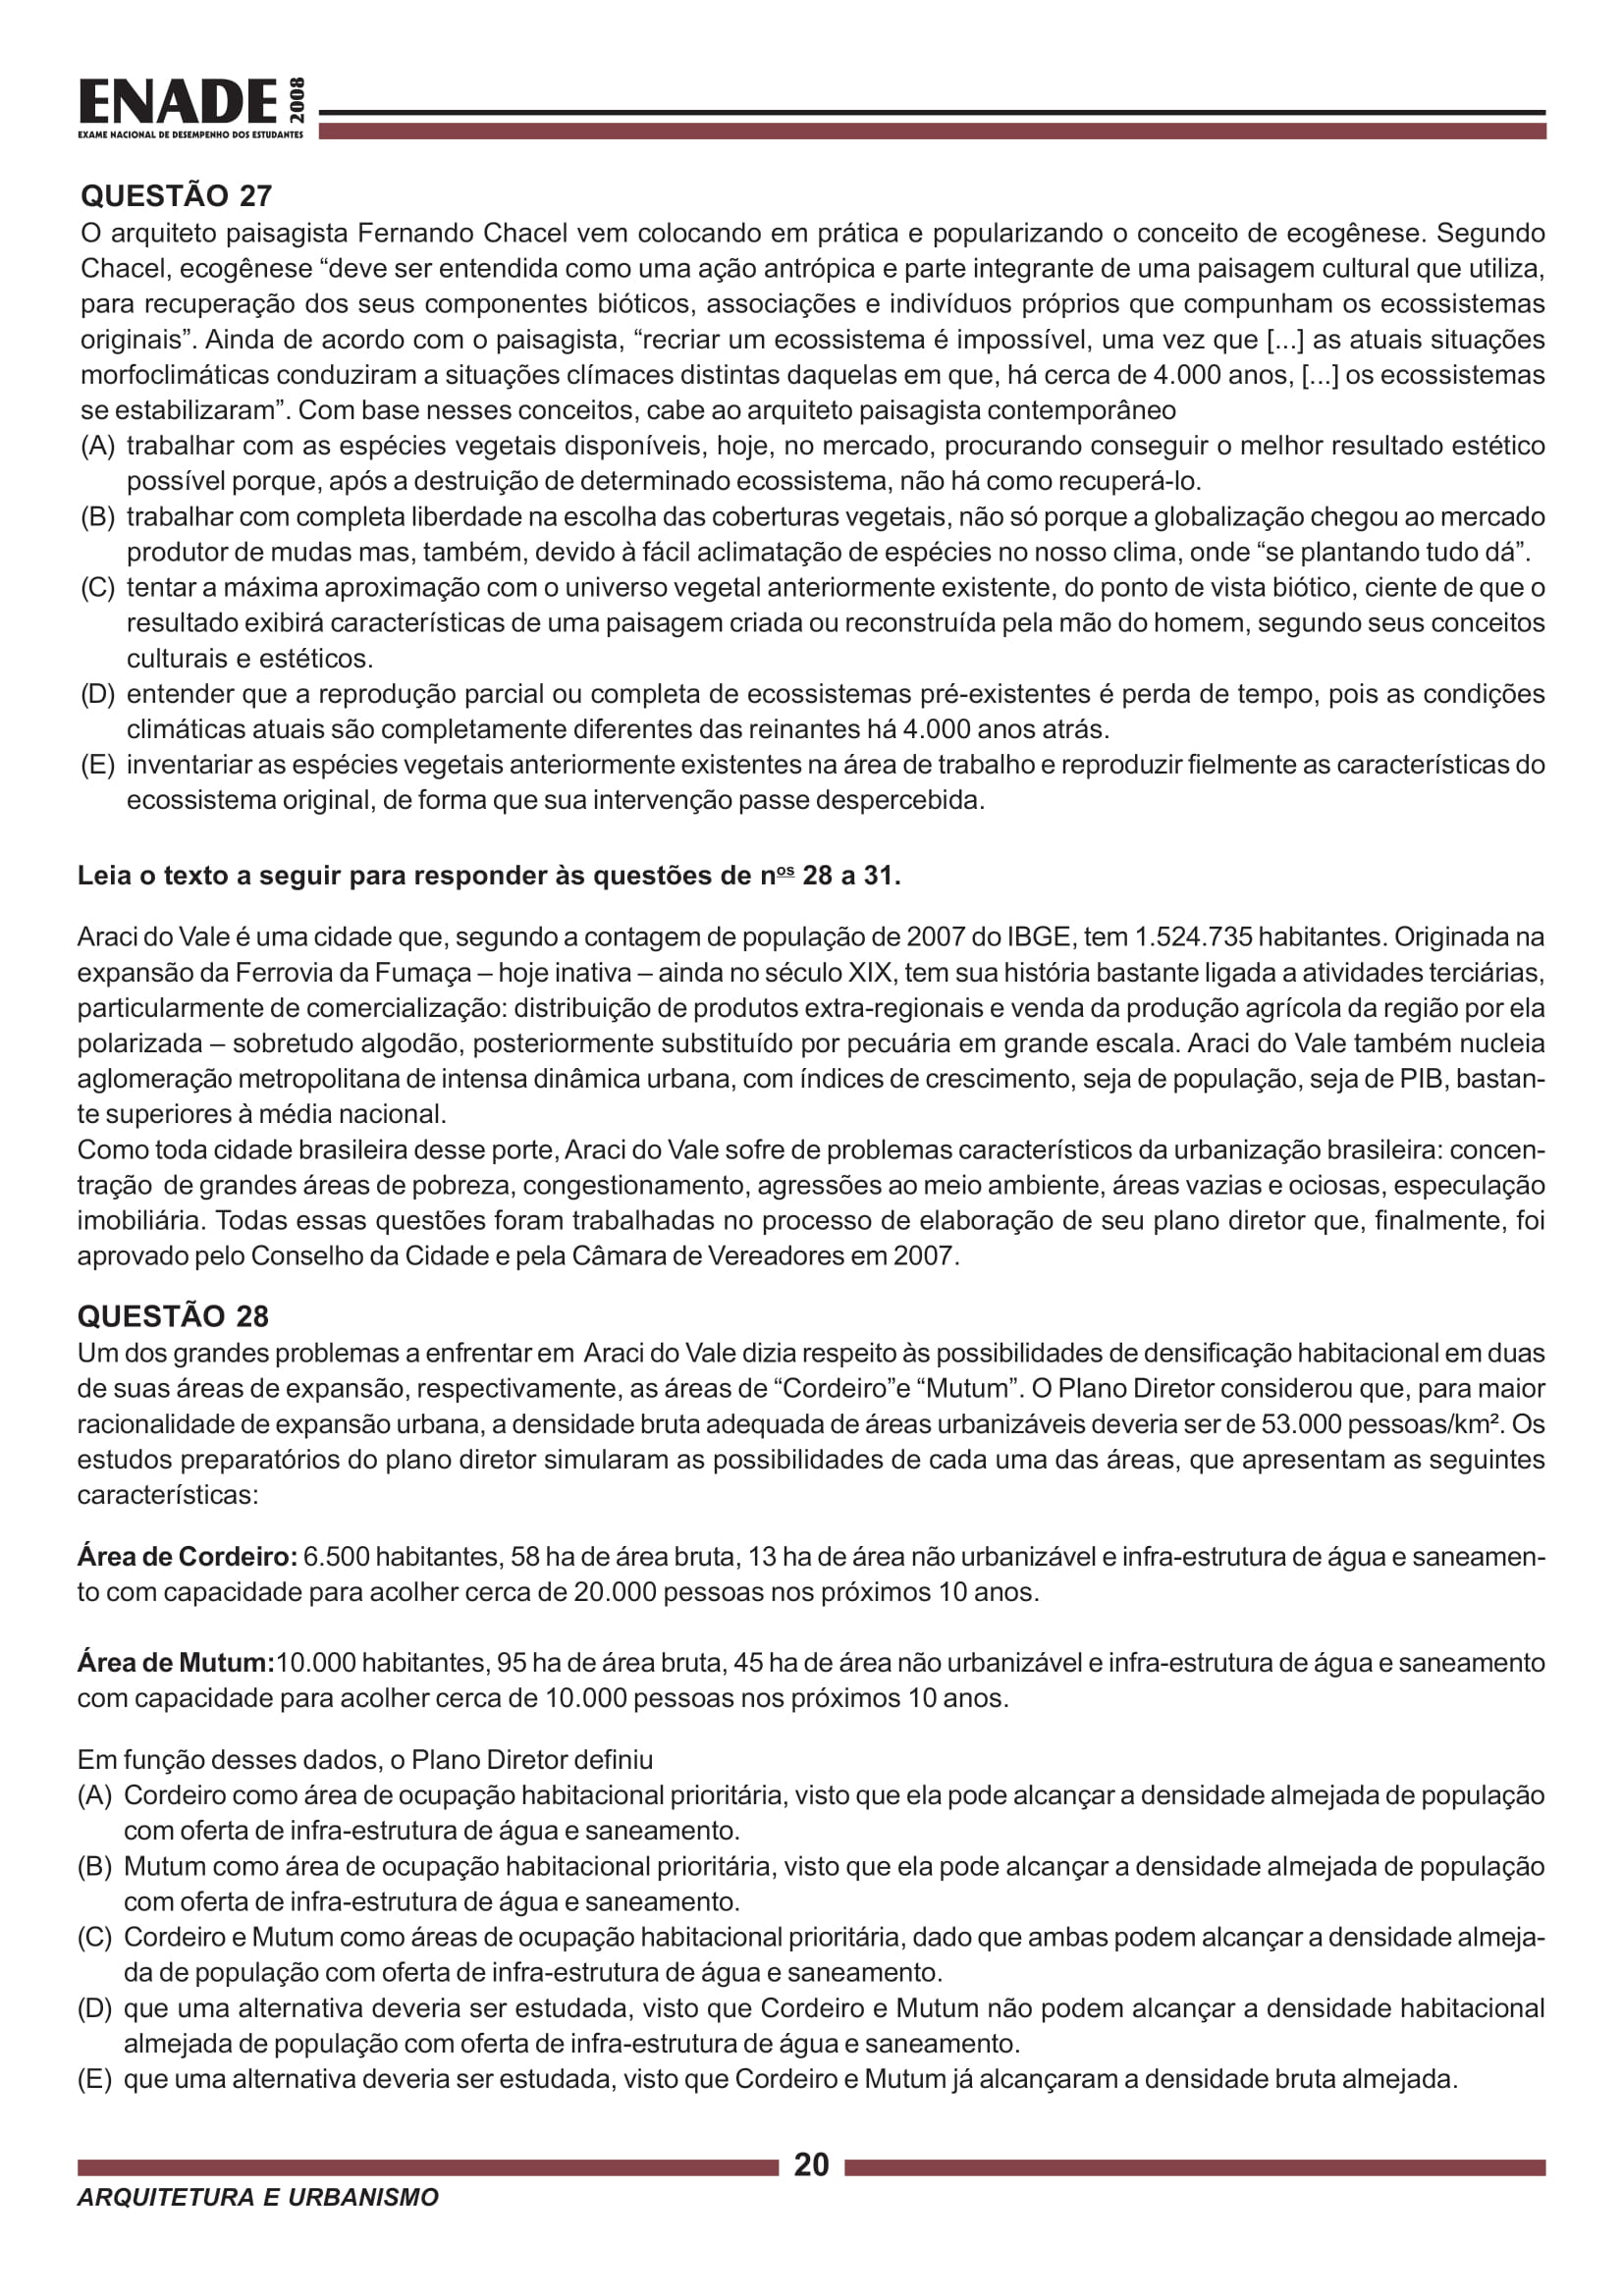 ENADE 2008
EXAME NACIONAL DE DESEMPENHO DOS ESTUDANTES
QUESTÃO 27
O arquiteto paisagista Fernando Chacel vem colocando em prática e popularizando o conceito de ecogênese. Segundo
Chacel, ecogênese “deve ser entendida como uma ação antrópica e parte integrante de uma paisagem cultural que utiliza,
para recuperação dos seus componentes bióticos, associações e indivíduos próprios que compunham os ecossistemas
originais”. Ainda de acordo com o paisagista, “recriar um ecossistema é impossível, uma vez que [...] as atuais situações
morfoclimáticas conduziram a situações clímaces distintas daquelas em que, há cerca de 4.000 anos, [...] os ecossistemas
se estabilizaram”. Com base nesses conceitos, cabe ao arquiteto paisagista contemporâneo
(A) trabalhar com as espécies vegetais disponíveis, hoje, no mercado, procurando conseguir o melhor resultado estético
possível porque, após a destruição de determinado ecossistema, não há como recuperá-lo.
(B) trabalhar com completa liberdade na escolha das coberturas vegetais, não só porque a globalização chegou ao mercado
produtor de mudas mas, também, devido à fácil aclimatação de espécies no nosso clima, onde “se plantando tudo dá”.
(C) tentar a máxima aproximação com o universo vegetal anteriormente existente, do ponto de vista biótico, ciente de que o
resultado exibirá características de uma paisagem criada ou reconstruída pela mão do homem, segundo seus conceitos
culturais e estéticos.
(D) entender que a reprodução parcial ou completa de ecossistemas pré-existentes é perda de tempo, pois as condições
climáticas atuais são completamente diferentes das reinantes há 4.000 anos atrás.
(E) inventariar as espécies vegetais anteriormente existentes na área de trabalho e reproduzir fielmente as características do
ecossistema original, de forma que sua intervenção passe despercebida.
Leia o texto a seguir para responder às questões de nos 28 a 31.
Araci do Vale é uma cidade que, segundo a contagem de população de 2007 do IBGE, tem 1.524.735 habitantes. Originada na
expansão da Ferrovia da Fumaça – hoje inativa – ainda no século XIX, tem sua história bastante ligada a atividades terciárias,
particularmente de comercialização: distribuição de produtos extra-regionais e venda da produção agrícola da região por ela
polarizada – sobretudo algodão, posteriormente substituído por pecuária em grande escala. Araci do Vale também nucleia
aglomeração metropolitana de intensa dinâmica urbana, com índices de crescimento, seja de população, seja de PIB, bastan-
te superiores à média nacional.
Como toda cidade brasileira desse porte, Araci do Vale sofre de problemas característicos da urbanização brasileira: concen-
tração de grandes áreas de pobreza, congestionamento, agressões ao meio ambiente, áreas vazias e ociosas, especulação
imobiliária. Todas essas questões foram trabalhadas no processo de elaboração de seu plano diretor que, finalmente, foi
aprovado pelo Conselho da Cidade e pela Câmara de Vereadores em 2007.
QUESTÃO 28
Um dos grandes problemas a enfrentar em Araci do Vale dizia respeito às possibilidades de densificação habitacional em duas
de suas áreas de expansão, respectivamente, as áreas de “Cordeiro”e “Mutum”. O Plano Diretor considerou que, para maior
racionalidade de expansão urbana, a densidade bruta adequada de áreas urbanizáveis deveria ser de 53.000 pessoas/km². Os
estudos preparatórios do plano diretor simularam as possibilidades de cada uma das áreas, que apresentam as seguintes
características:
Área de Cordeiro: 6.500 habitantes, 58 ha de área bruta, 13 ha de área não urbanizável e infra-estrutura de água e saneamen-
to com capacidade para acolher cerca de 20.000 pessoas nos próximos 10 anos.
Área de Mutum:10.000 habitantes, 95 ha de área bruta, 45 ha de área não urbanizável e infra-estrutura de água e saneamento
com capacidade para acolher cerca de 10.000 pessoas nos próximos 10 anos.
Em função desses dados, o Plano Diretor definiu
(A) Cordeiro como área de ocupação habitacional prioritária, visto que ela pode alcançar a densidade almejada de população
com oferta de infra-estrutura de água e saneamento.
(B) Mutum como área de ocupação habitacional prioritária, visto que ela pode alcançar a densidade almejada de população
com oferta de infra-estrutura de água e saneamento.
(C) Cordeiro e Mutum como áreas de ocupação habitacional prioritária, dado que ambas podem alcançar a densidade almeja-
da de população com oferta de infra-estrutura de água e saneamento.
(D) que uma alternativa deveria ser estudada, visto que Cordeiro e Mutum não podem alcançar a densidade habitacional
almejada de população com oferta de infra-estrutura de água e saneamento.
(E) que uma alternativa deveria ser estudada, visto que Cordeiro e Mutum já alcançaram a densidade bruta almejada.
20
ARQUITETURA E URBANISMO